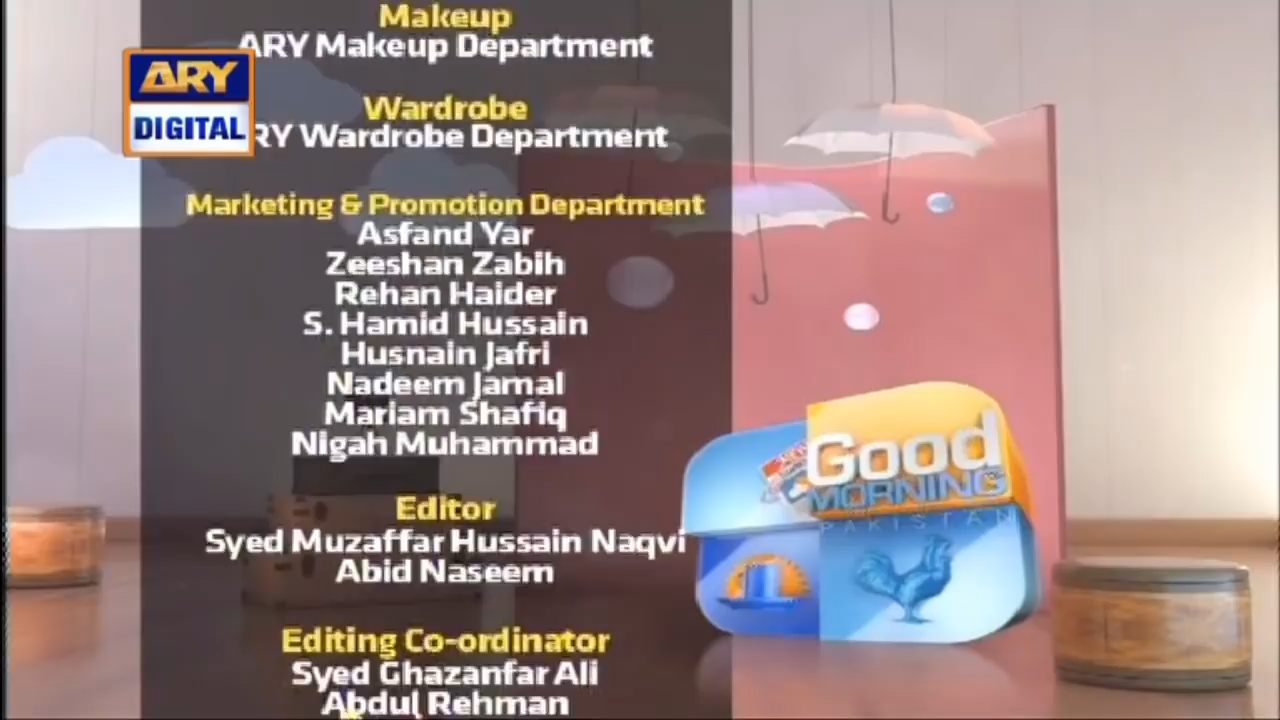 Makeup
ARY Makeup Department
ARY
DIGITAL
Wardrobe
RY Wardrobe Department
Marketing & Promotion Department
Asfand Yar
Zeeshan Zabih
Rehan Haider
S. Hamid Hussain
Husnain Jafri
Nadeem Jamal
Mariam Shafiq
Nigah Muhammad
Good
MORNING
PAKISTAN
Editor
Syed Muzaffar Hussain Naqvi
Abid Naseem
Editing Co-ordinator
Syed Ghazanfar Ali
Abdul Rehman